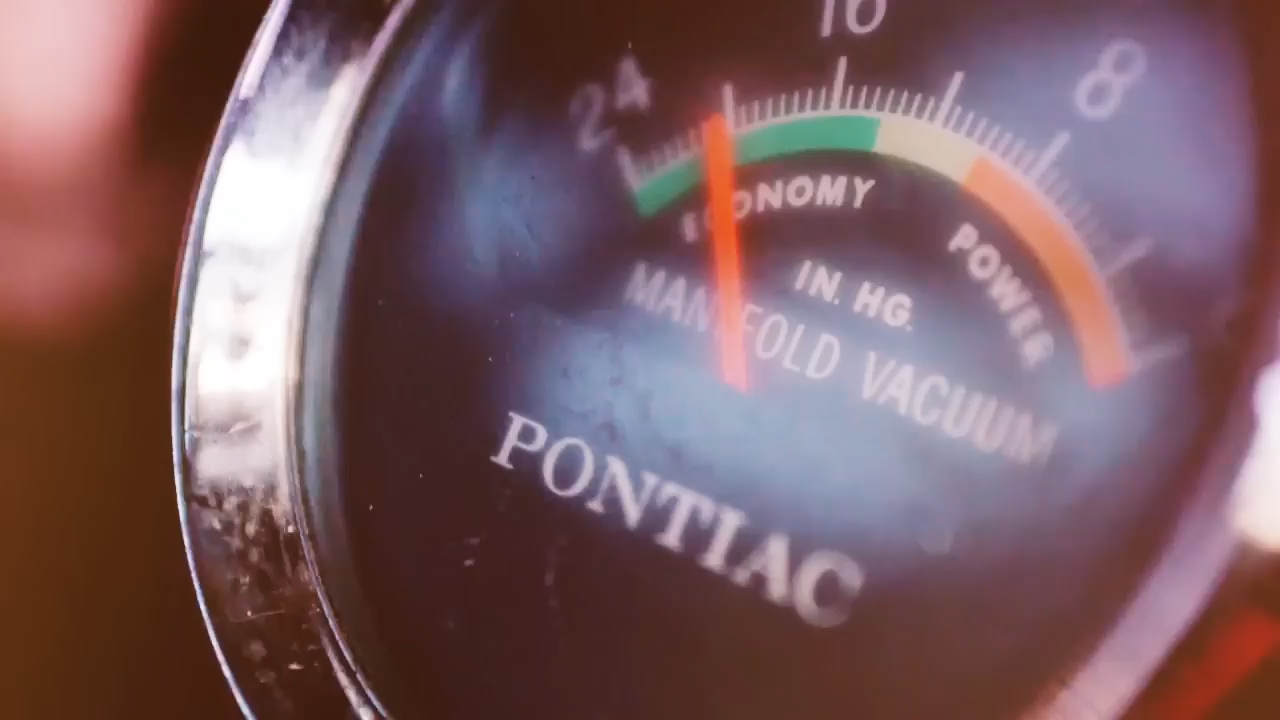 16
24
8
ECONOMY
POWER
IN. HG.
MANIFOLD VACUUM
PONTIAC